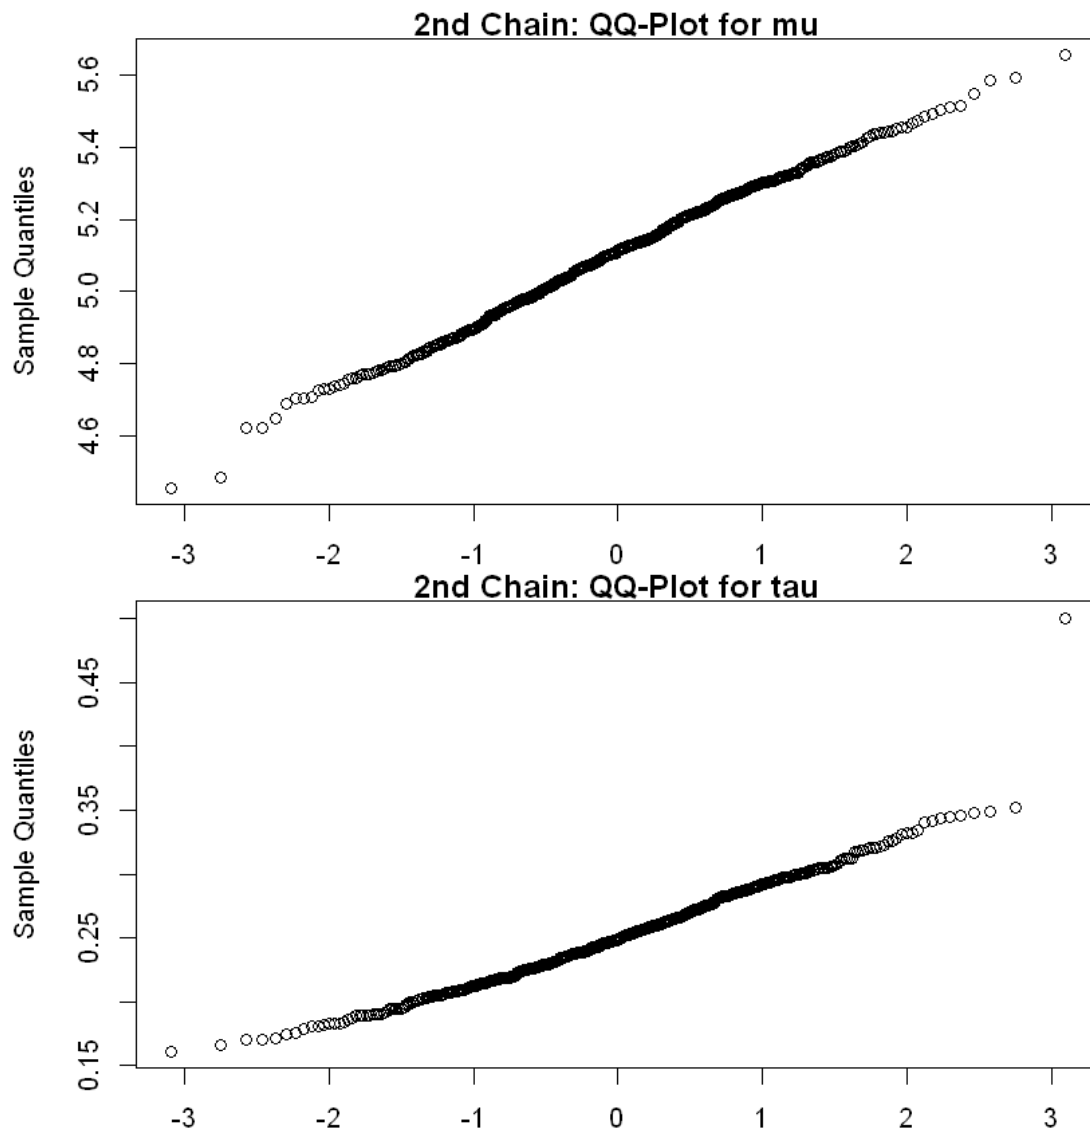 2nd Chain: QQ-Plot for mu
Sample Quantiles
5.6
5.4
5.2
5.0
4.8
4.6
-3 -2 -1 0 1 2 3
2nd Chain: QQ-Plot for tau
Sample Quantiles
0.45
0.35
0.25
0.15
-3 -2 -1 0 1 2 3